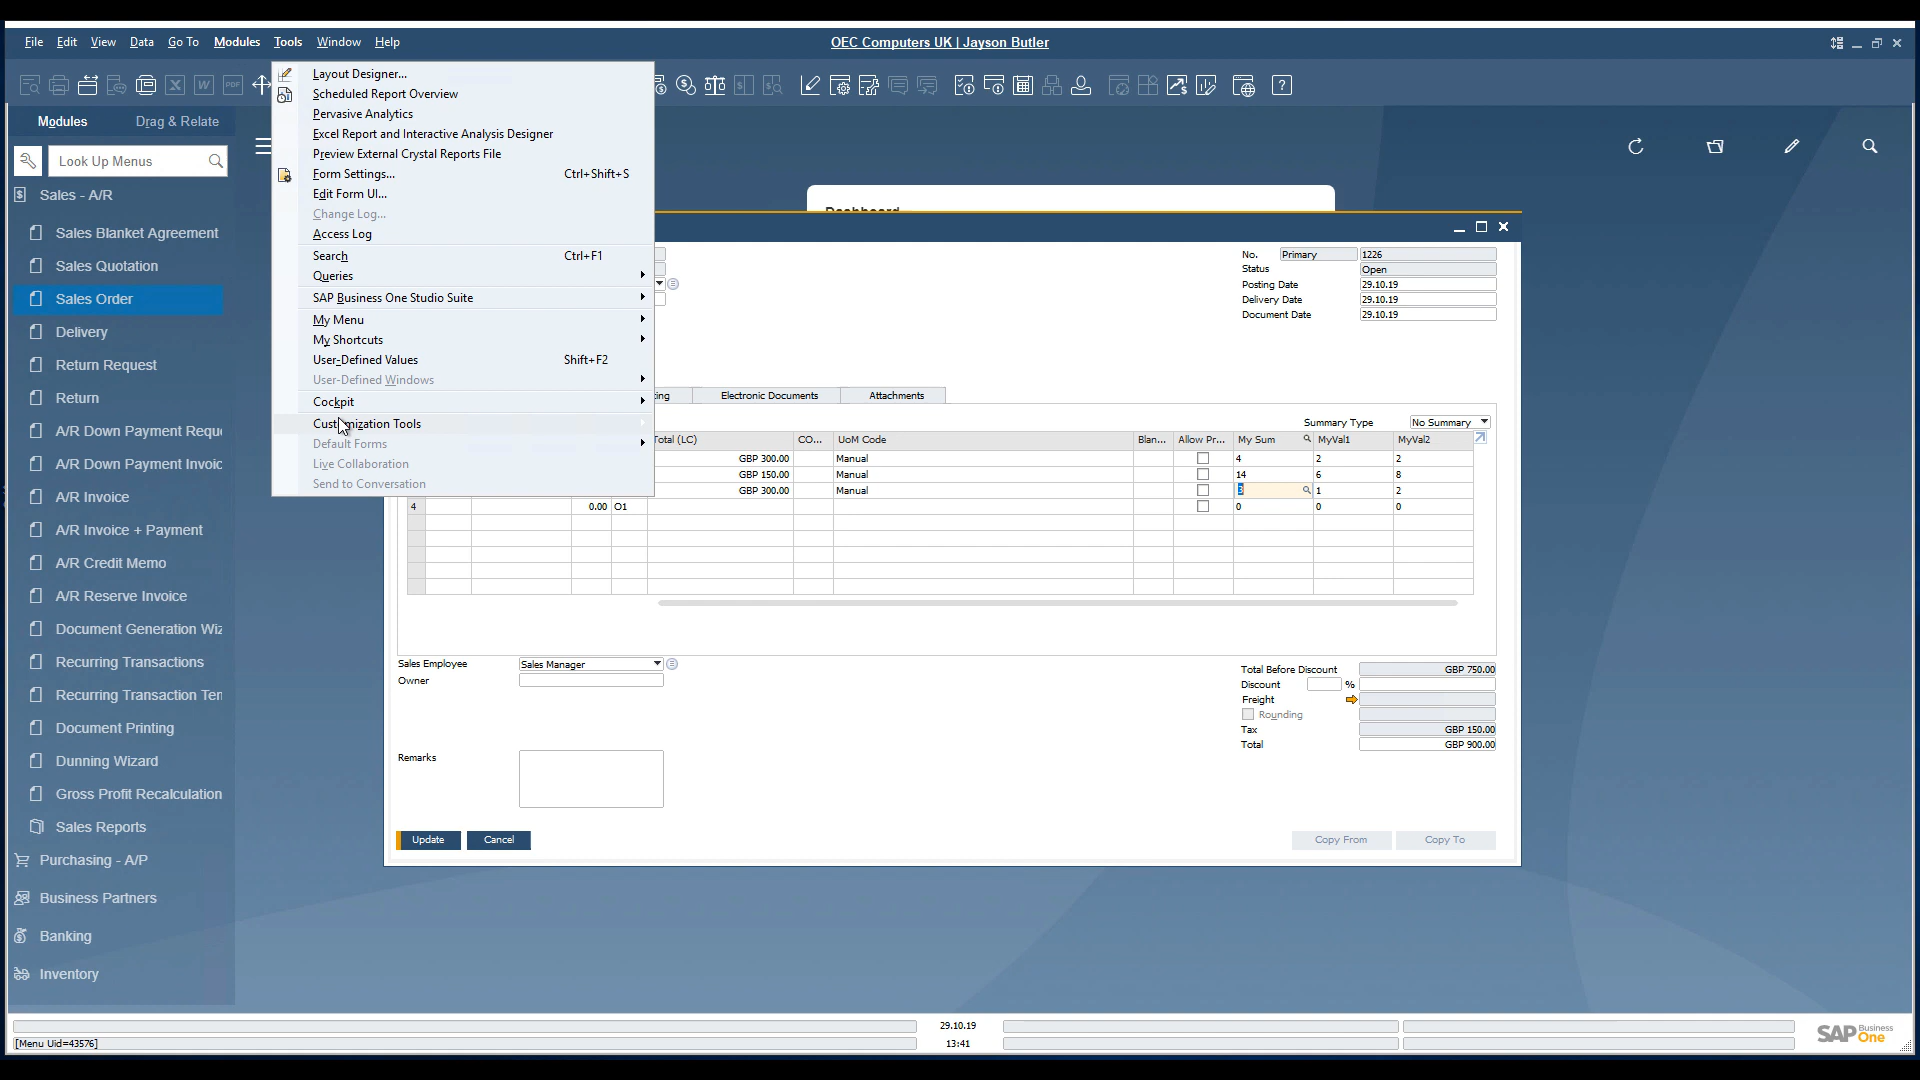 File Edit View Data Go To Modules Tools Window Help
OEC Computers UK | Jayson Butler
Modules Drag & Relate
Look Up Menus
Sales - A/R
Sales Blanket Agreement
Sales Quotation
Sales Order
Delivery
Return Request
Return
A/R Down Payment Requ
A/R Down Payment Invoic
A/R Invoice
A/R Invoice + Payment
A/R Credit Memo
A/R Reserve Invoice
Document Generation Wiz
Recurring Transactions
Recurring Transaction Ten
Document Printing
Dunning Wizard
Gross Profit Recalculation
Sales Reports
Purchasing - A/P
Business Partners
Banking
Inventory
Layout Designer...
Scheduled Report Overview
Pervasive Analytics
Excel Report and Interactive Analysis Designer
Preview External Crystal Reports File
Form Settings... Ctrl+Shift+S
Edit Form UI...
Change Log...
Access Log
Search Ctrl+F1
Queries
SAP Business One Studio Suite
My Menu
My Shortcuts
User-Defined Values Shift+F2
User-Defined Windows
Cockpit
Customization Tools
Default Forms
Live Collaboration
Send to Conversation
Dashboard
No. Primary 1226
Status Open
Posting Date 29.10.19
Delivery Date 29.10.19
Document Date 29.10.19
ing Electronic Documents Attachments
Summary Type No Summary
Total (LC) CO... UoM Code Blan... Allow Pr... My Sum MyVal1 MyVal2
GBP 300.00 Manual 4 2 2
GBP 150.00 Manual 14 6 8
GBP 300.00 Manual 3 1 2
4 0.00 O1 0 0 0
Sales Employee Sales Manager
Owner
Remarks
Total Before Discount GBP 750.00
Discount %
Freight
Rounding
Tax GBP 150.00
Total GBP 900.00
Update Cancel Copy From Copy To
29.10.19
[Menu Uid=43576] 13:41
SAP Business One